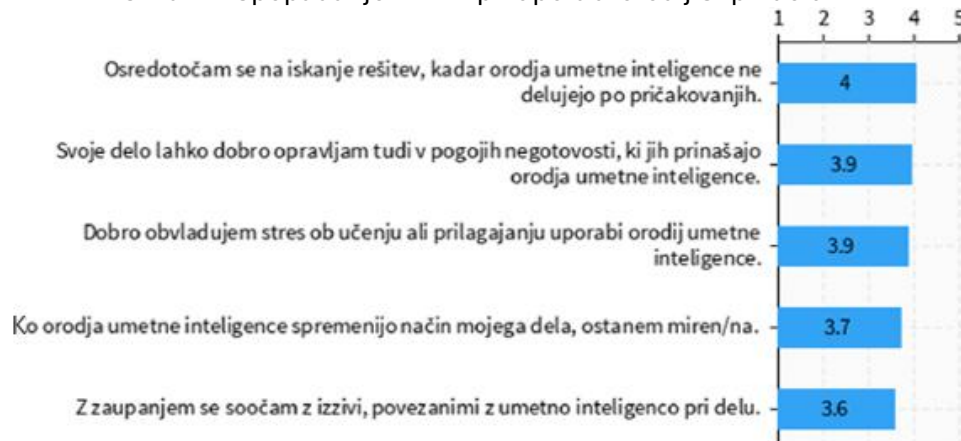 1 2 3 4 5
Osredotočam se na iskanje rešitev, kadar orodja umetne inteligence ne
delujejo po pričakovanjih.
4
Svoje delo lahko dobro opravljam tudi v pogojih negotovosti, ki jih prinašajo
orodja umetne inteligence.
3.9
Dobro obvladujem stres ob učenju ali prilagajanju uporabi orodij umetne
inteligence.
3.9
Ko orodja umetne inteligence spremenijo način mojega dela, ostanem miren/na.
3.7
Z zaupanjem se soočam z izzivi, povezanimi z umetno inteligenco pri delu.
3.6